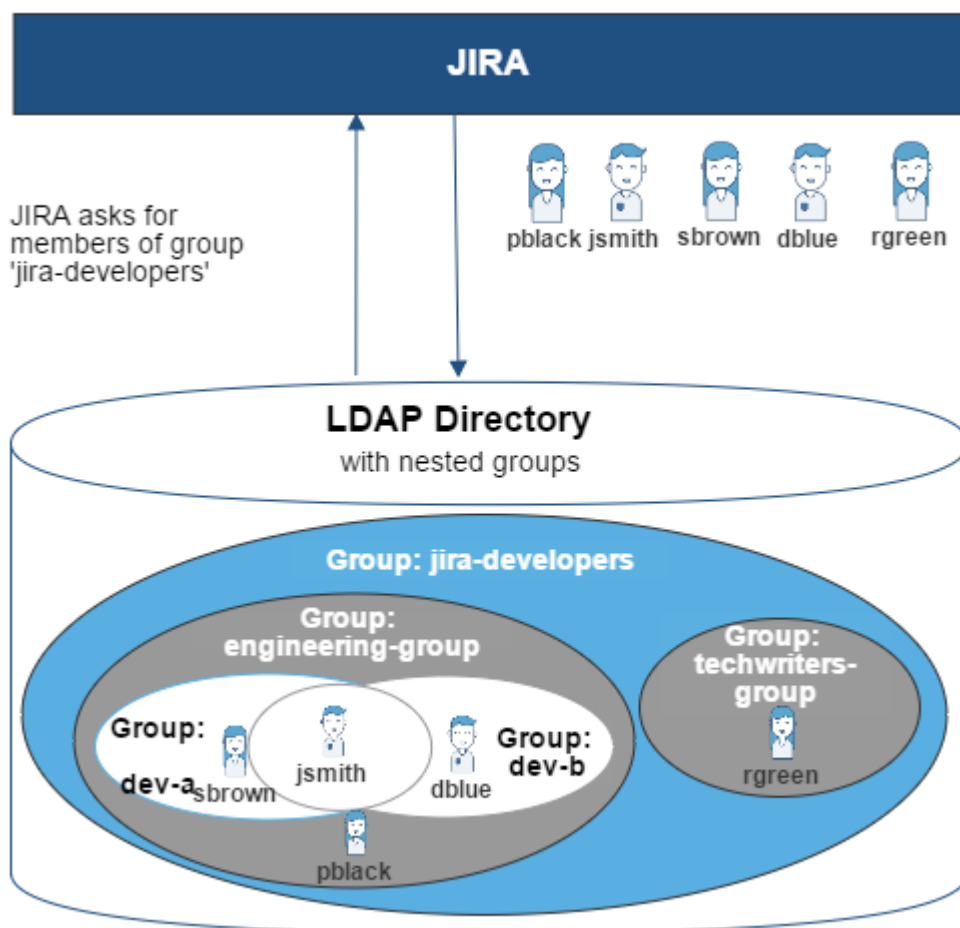 JIRA
JIRA asks for
members of group
'jira-developers'
pblack jsmith sbrown dblue rgreen
LDAP Directory
with nested groups
Group: jira-developers
Group:
engineering-group
Group:
techwriters-
group
rgreen
Group:
dev-a
sbrown
jsmith
dblue
Group:
dev-b
pblack